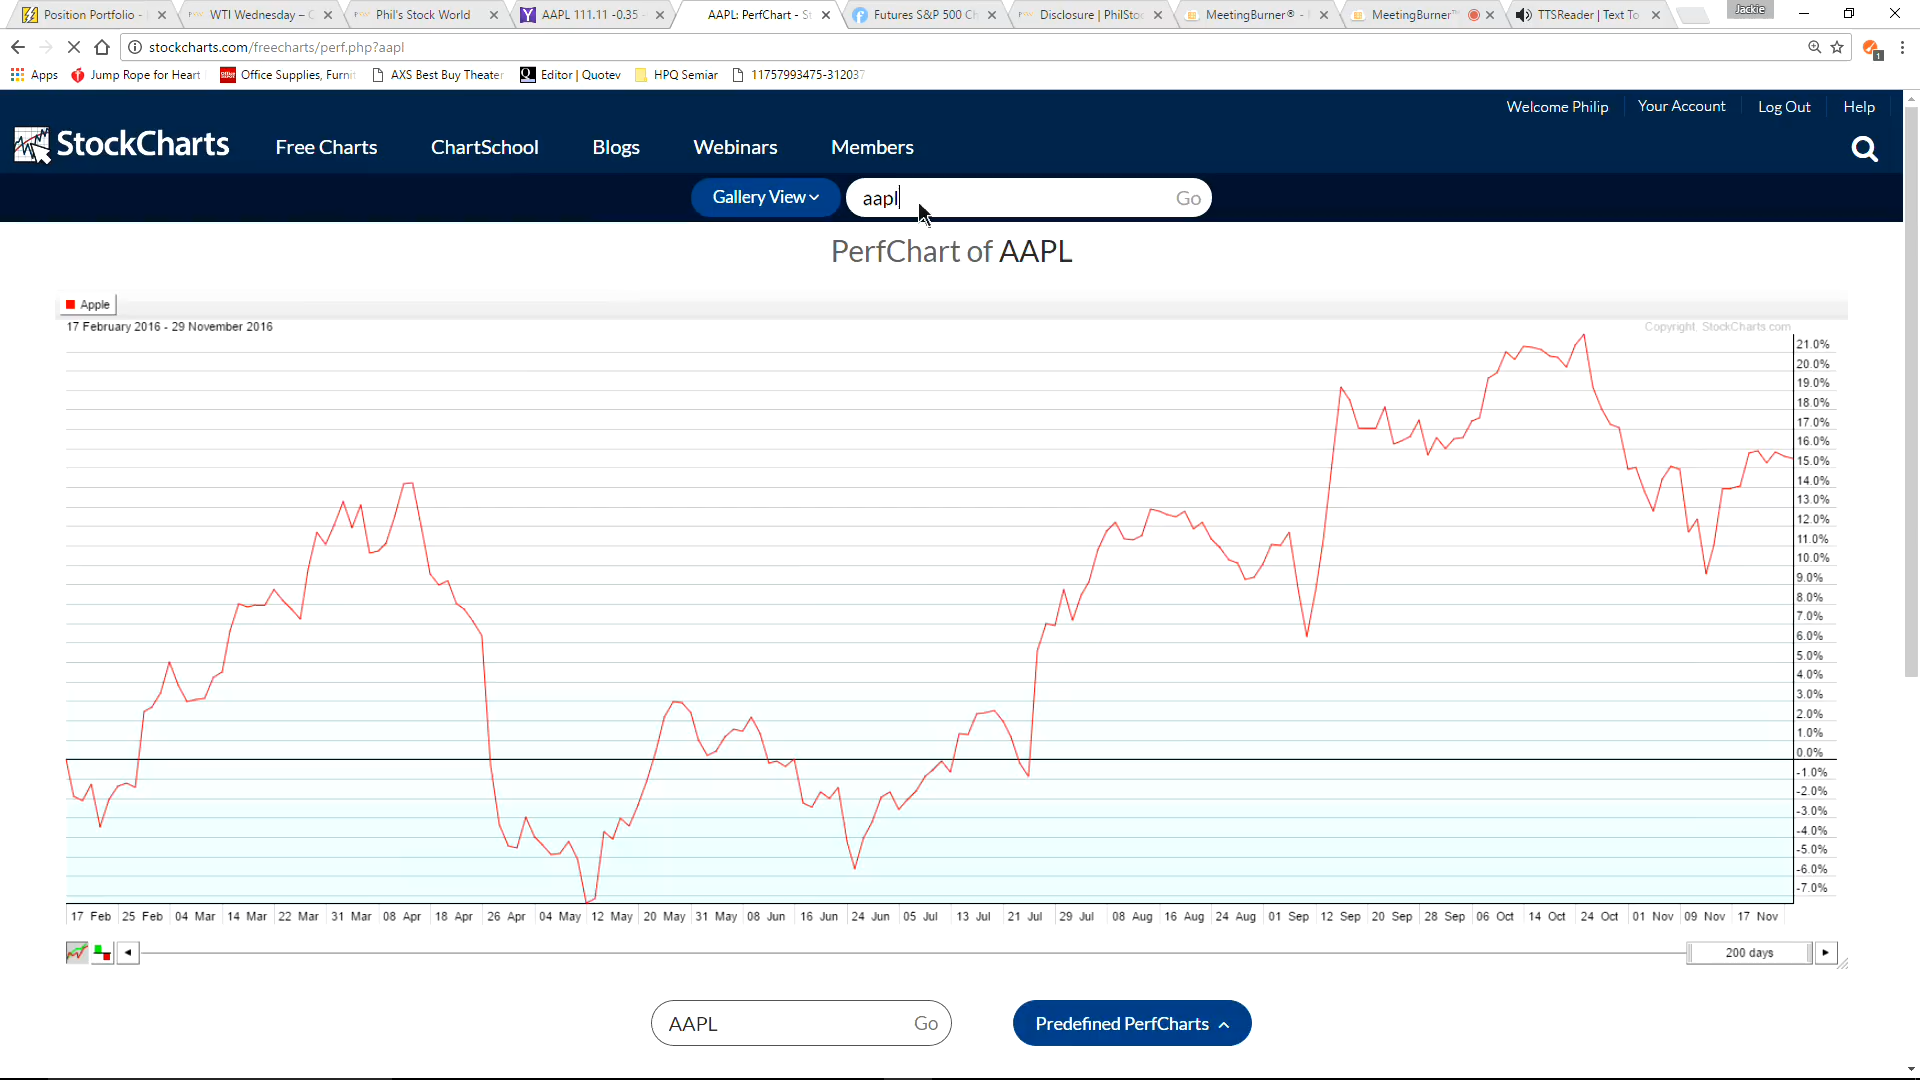 Position Portfolio -
WTI Wednesday –
Phil's Stock World
AAPL 111.11 -0.35
AAPL: PerfChart - S
Futures S&P 500 Ch
Disclosure | PhilSto
MeetingBurner® -
MeetingBurner™
TTSReader | Text To
Jackie
stockcharts.com/freecharts/perf.php?aapl
1
Apps
Jump Rope for Heart
Office Supplies, Furni
AXS Best Buy Theater
Editor | Quotev
HPQ Semiar
11757993475-312037
Welcome Philip
Your Account
Log Out
Help
StockCharts
Free Charts
ChartSchool
Blogs
Webinars
Members
Gallery View
aapl
Go
PerfChart of AAPL
Apple
17 February 2016 - 29 November 2016
Copyright, StockCharts.com
21.0%
20.0%
19.0%
18.0%
17.0%
16.0%
15.0%
14.0%
13.0%
12.0%
11.0%
10.0%
9.0%
8.0%
7.0%
6.0%
5.0%
4.0%
3.0%
2.0%
1.0%
0.0%
-1.0%
-2.0%
-3.0%
-4.0%
-5.0%
-6.0%
-7.0%
17 Feb 25 Feb 04 Mar 14 Mar 22 Mar 31 Mar 08 Apr 18 Apr 26 Apr 04 May 12 May 20 May 31 May 08 Jun 16 Jun 24 Jun 05 Jul 13 Jul 21 Jul 29 Jul 08 Aug 16 Aug 24 Aug 01 Sep 12 Sep 20 Sep 28 Sep 06 Oct 14 Oct 24 Oct 01 Nov 09 Nov 17 Nov
200 days
AAPL
Go
Predefined PerfCharts